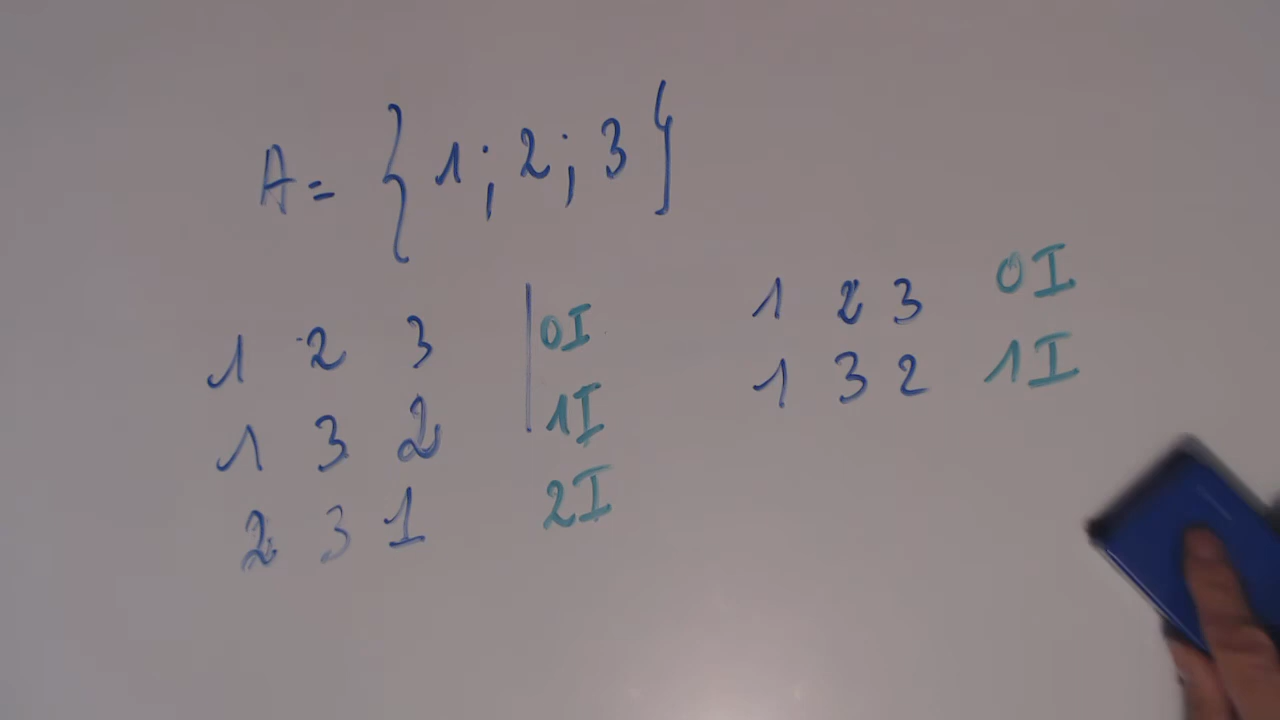 A = { 1 ; 2 ; 3 }
1 2 3 | 0I
1 3 2 | 1I
2 3 1 2I
1 2 3 0I
1 3 2 1I